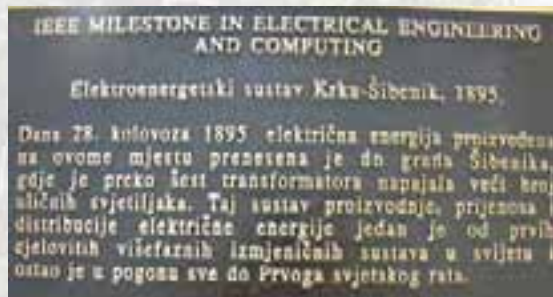 IEEE MILESTONE IN ELECTRICAL ENGINEERING
AND COMPUTING
Elektroenergetski sustav Krka-Šibenik, 1895.
Dana 28. kolovoza 1895 električna energija proizvedena
na ovome mjestu prenesena je do grada Šibenika,
gdje je preko šest transformatora napajala veći broj
uličnih svjetiljaka. Taj sustav proizvodnje, prijenosa i
distribucije električne energije jedan je od prvih
cjelovitih višefaznih izmjeničnih sustava u svijetu i
ostao je u pogonu sve do Prvoga svjetskog rata.